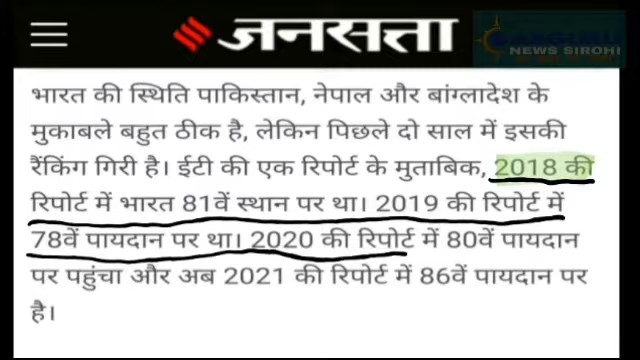 जनसत्ता
NEWS SIROHI
भारत की स्थिति पाकिस्तान, नेपाल और बांग्लादेश के
मुकाबले बहुत ठीक है, लेकिन पिछले दो साल में इसकी
रैंकिंग गिरी है। ईटी की एक रिपोर्ट के मुताबिक, 2018 की
रिपोर्ट में भारत 81वें स्थान पर था। 2019 की रिपोर्ट में
78वें पायदान पर था। 2020 की रिपोर्ट में 80वें पायदान
पर पहुंचा और अब 2021 की रिपोर्ट में 86वें पायदान पर
है।